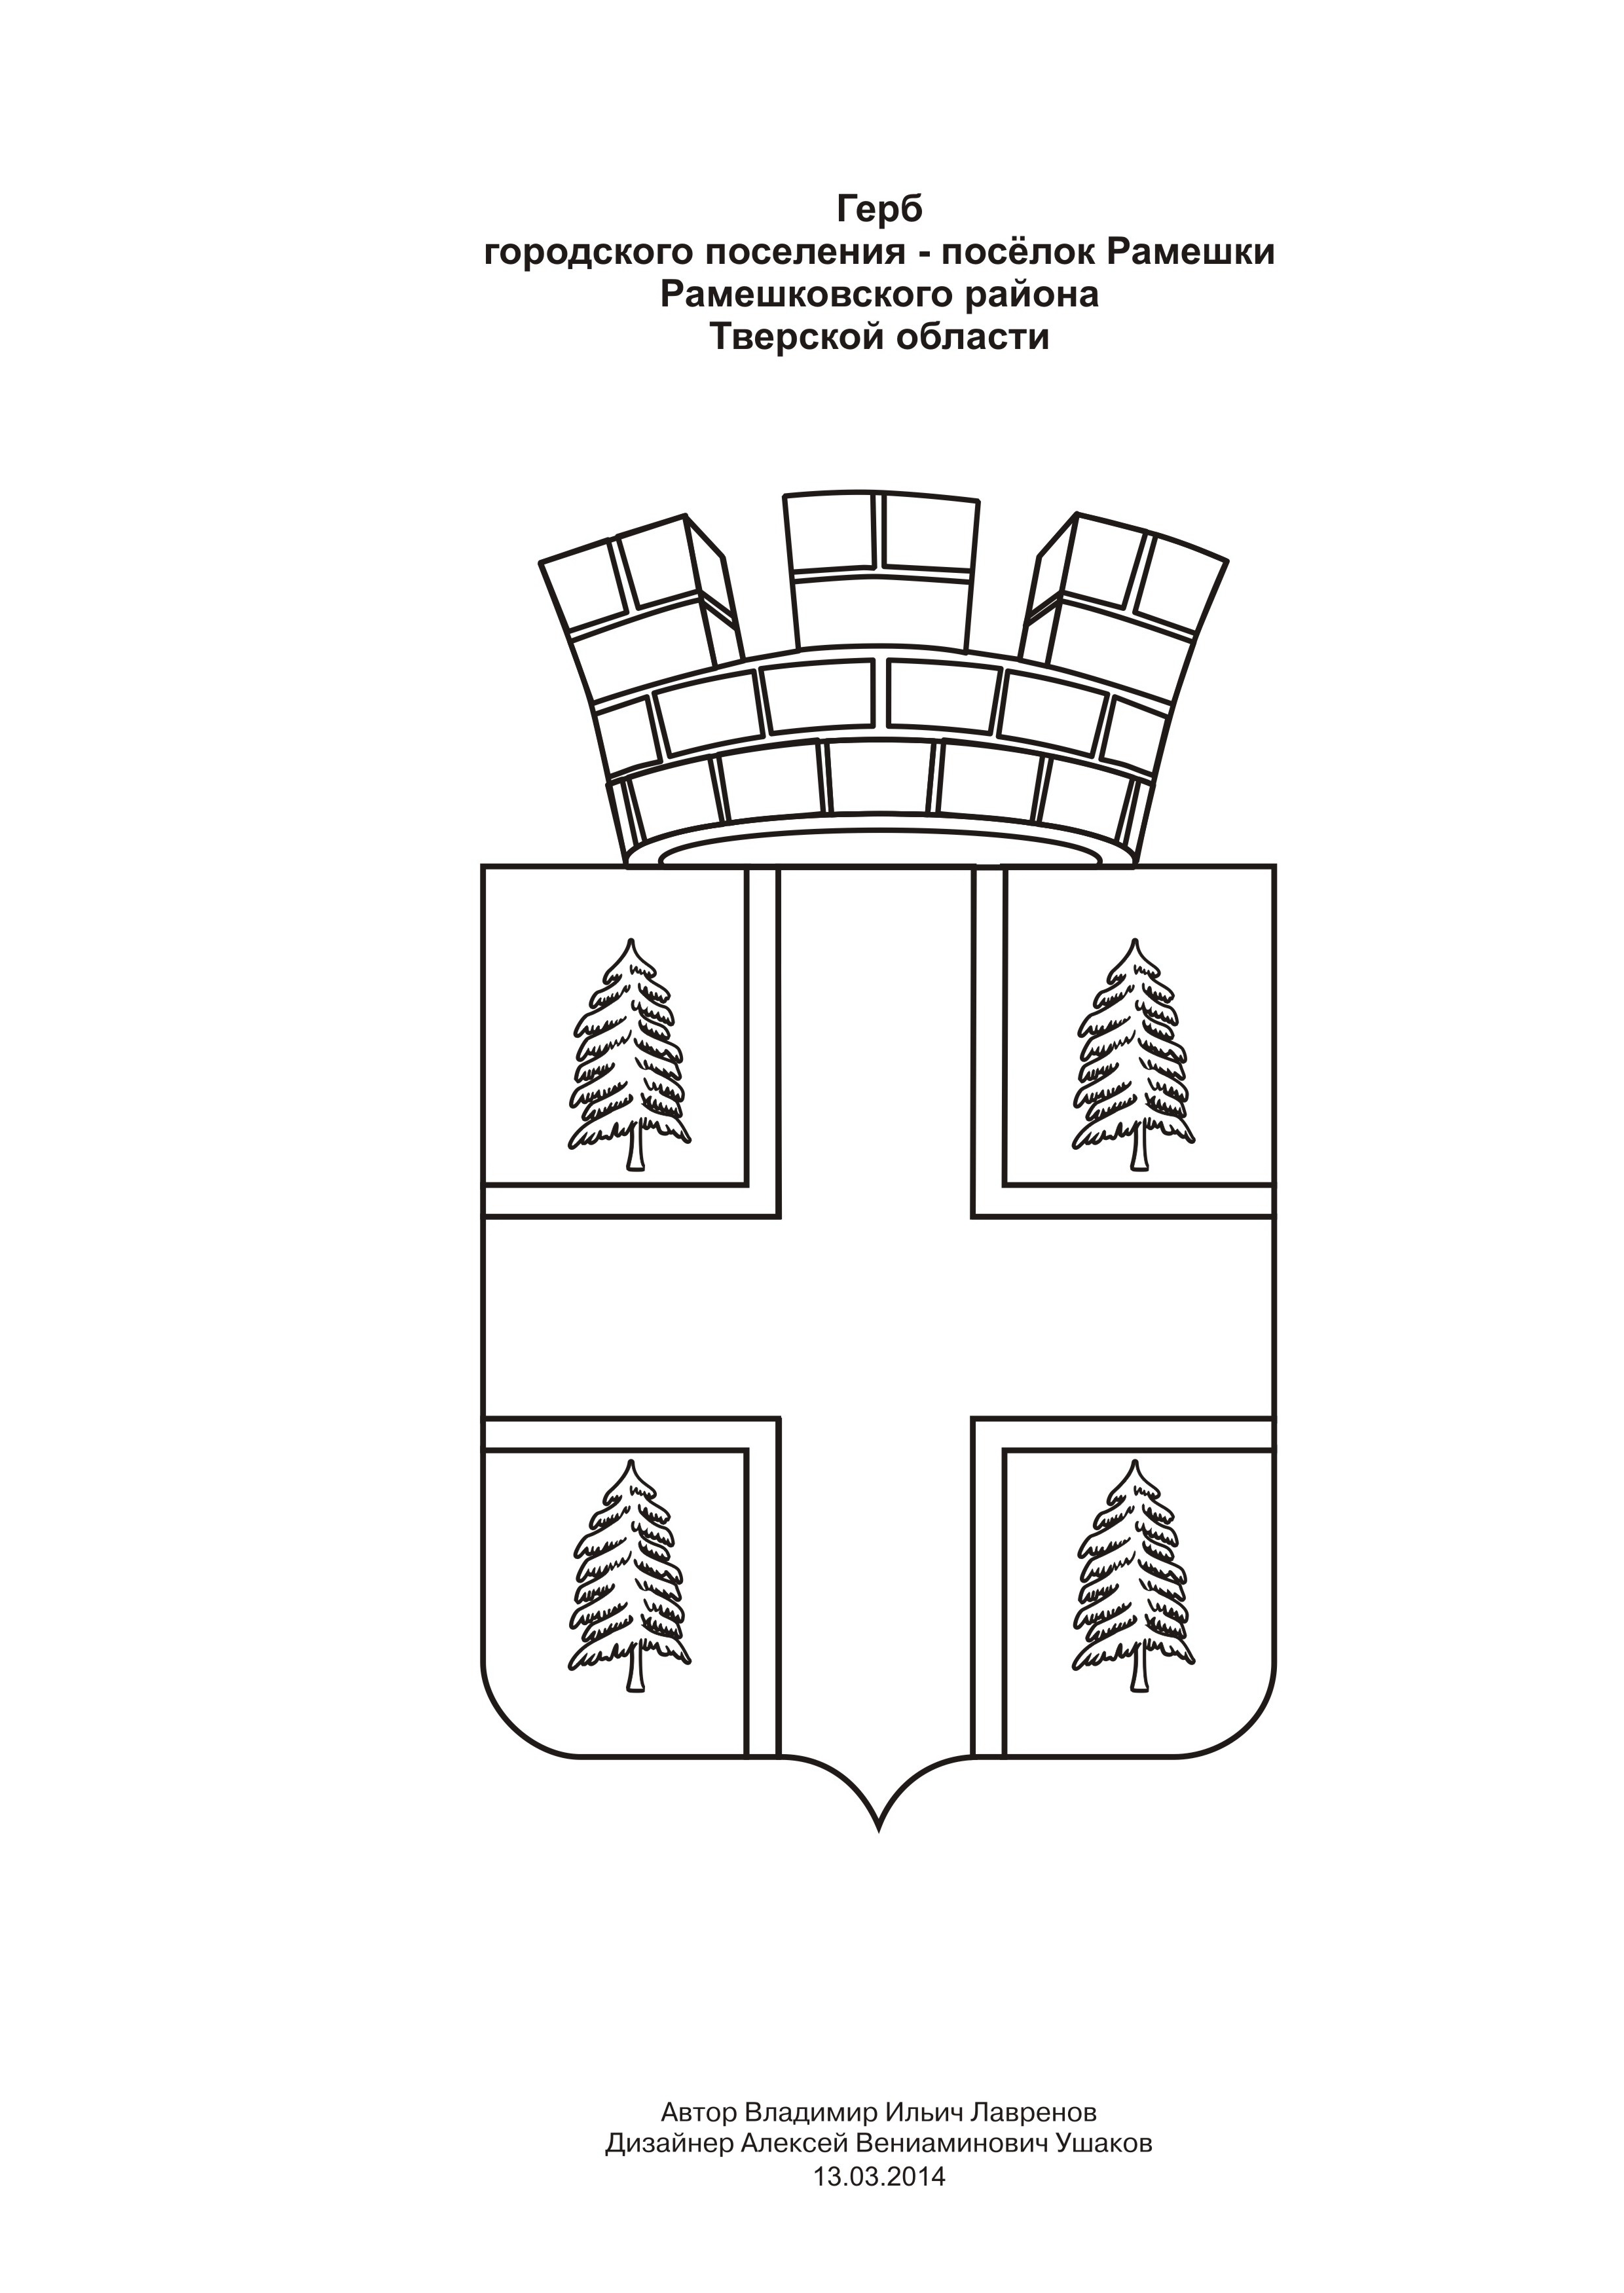 Герб
городского поселения - посёлок Рамешки
Рамешковского района
Тверской области
Автор Владимир Ильич Лавренов
Дизайнер Алексей Вениаминович Ушаков
13.03.2014